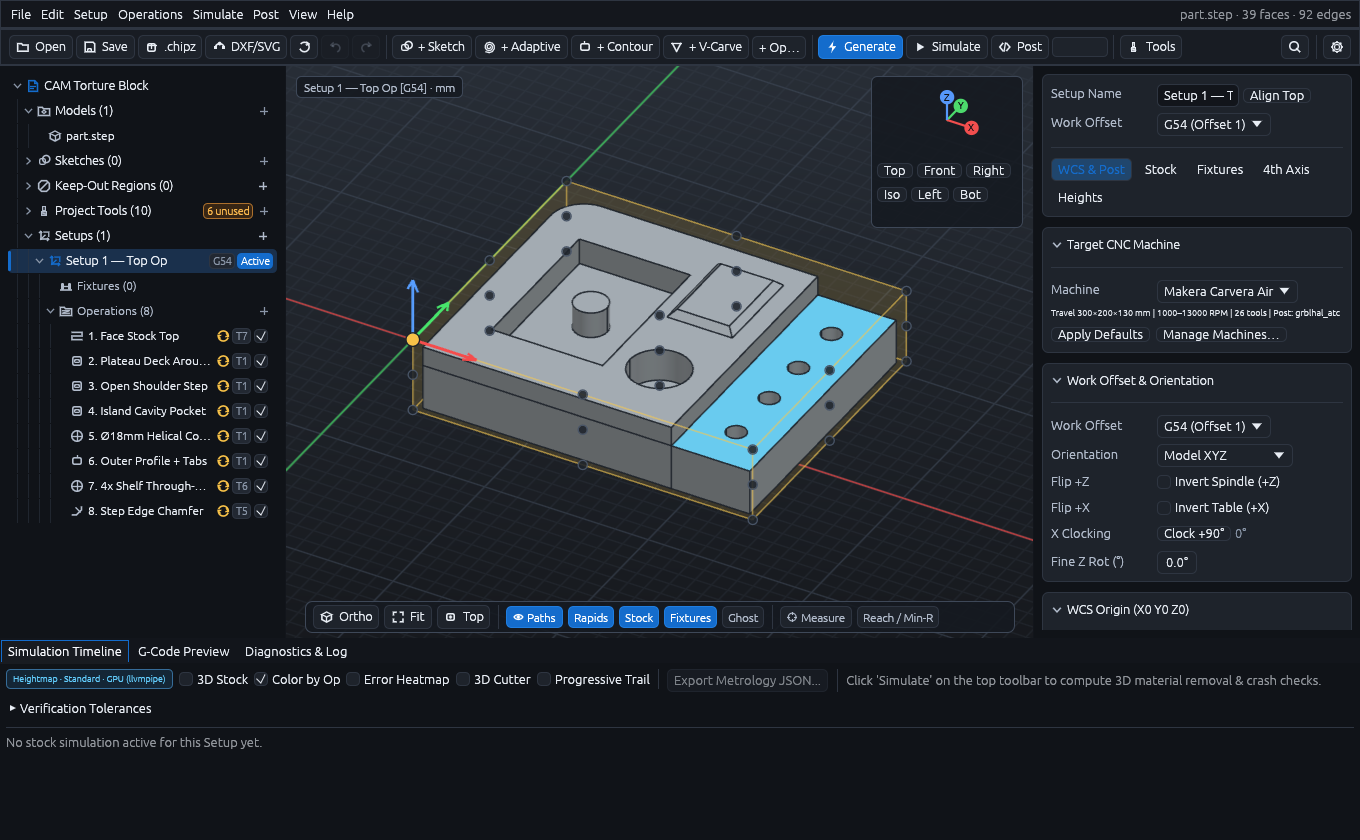 File Edit Setup Operations Simulate Post View Help
part.step · 39 faces · 92 edges
Open Save .chipz DXF/SVG + Sketch + Adaptive + Contour + V-Carve + Op… Generate Simulate Post Tools
CAM Torture Block
Models (1) +
part.step
Sketches (0) +
Keep-Out Regions (0) +
Project Tools (10) 6 unused +
Setups (1) +
Setup 1 — Top Op G54 Active
Fixtures (0)
Operations (8) +
1. Face Stock Top T7
2. Plateau Deck Arou… T1
3. Open Shoulder Step T1
4. Island Cavity Pocket T1
5. Ø18mm Helical Co… T1
6. Outer Profile + Tabs T1
7. 4x Shelf Through-… T6
8. Step Edge Chamfer T5
Setup 1 — Top Op [G54] · mm
Z
Y
X
Top Front Right
Iso Left Bot
Ortho Fit Top Paths Rapids Stock Fixtures Ghost Measure Reach / Min-R
Setup Name Setup 1 — T Align Top
Work Offset G54 (Offset 1)
WCS & Post Stock Fixtures 4th Axis
Heights
Target CNC Machine
Machine Makera Carvera Air
Travel 300×200×130 mm | 1000–13000 RPM | 26 tools | Post: grblhal_atc
Apply Defaults Manage Machines…
Work Offset & Orientation
Work Offset G54 (Offset 1)
Orientation Model XYZ
Flip +Z Invert Spindle (+Z)
Flip +X Invert Table (+X)
X Clocking Clock +90° 0°
Fine Z Rot (°) 0.0°
WCS Origin (X0 Y0 Z0)
Simulation Timeline G-Code Preview Diagnostics & Log
Heightmap · Standard · GPU (llvmpipe) 3D Stock Color by Op Error Heatmap 3D Cutter Progressive Trail Export Metrology JSON… Click 'Simulate' on the top toolbar to compute 3D material removal & crash checks.
Verification Tolerances
No stock simulation active for this Setup yet.